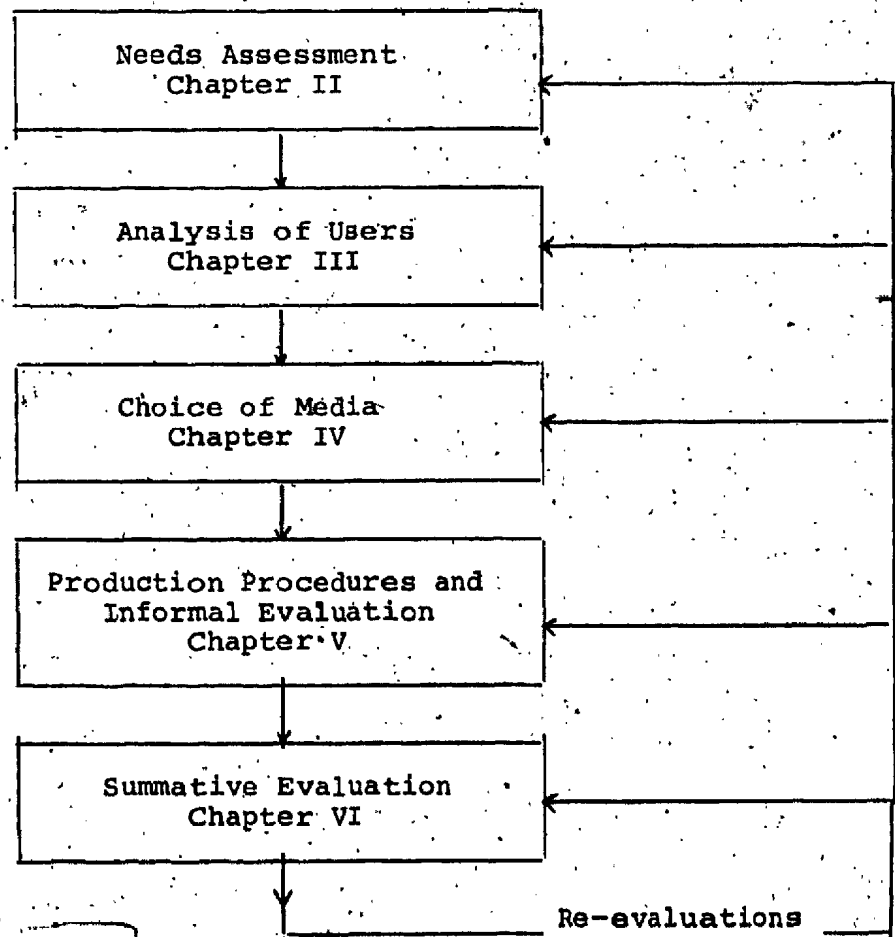 Needs Assessment
Chapter II
Analysis of Users
Chapter III
Choice of Media
Chapter IV
Production Procedures and
Informal Evaluation
Chapter V
Summative Evaluation
Chapter VI
Re-evaluations